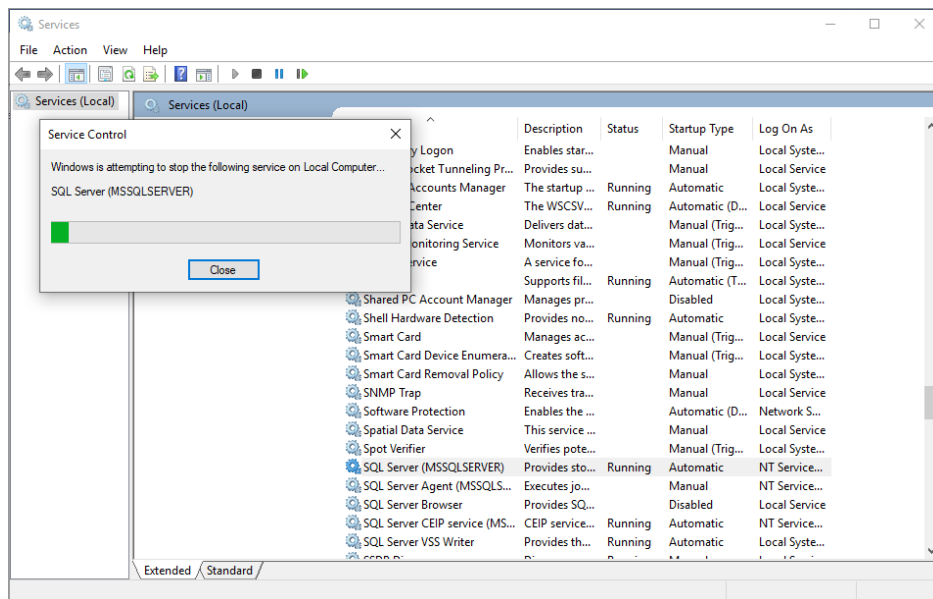 Services
File Action View Help
Services (Local)
Services (Local)
Service Control
Windows is attempting to stop the following service on Local Computer...
SQL Server (MSSQLSERVER)
Close
Description Status Startup Type Log On As
y Logon Enables star... Manual Local Syste...
ocket Tunneling Pr... Provides su... Manual Local Service
Accounts Manager The startup ... Running Automatic Local Syste...
Center The WSCSV... Running Automatic (D... Local Service
ata Service Delivers dat... Manual (Trig... Local Syste...
onitoring Service Monitors va... Manual (Trig... Local Service
ervice A service fo... Manual (Trig... Local Syste...
Supports fil... Running Automatic (T... Local Syste...
Shared PC Account Manager Manages pr... Disabled Local Syste...
Shell Hardware Detection Provides no... Running Automatic Local Syste...
Smart Card Manages ac... Manual (Trig... Local Service
Smart Card Device Enumera... Creates soft... Manual (Trig... Local Syste...
Smart Card Removal Policy Allows the s... Manual Local Syste...
SNMP Trap Receives tra... Manual Local Service
Software Protection Enables the ... Automatic (D... Network S...
Spatial Data Service This service ... Manual Local Service
Spot Verifier Verifies pote... Manual (Trig... Local Syste...
SQL Server (MSSQLSERVER) Provides sto... Running Automatic NT Service...
SQL Server Agent (MSSQLS... Executes jo... Manual NT Service...
SQL Server Browser Provides SQ... Disabled Local Service
SQL Server CEIP service (MS... CEIP service... Running Automatic NT Service...
SQL Server VSS Writer Provides th... Running Automatic Local Syste...
Extended Standard